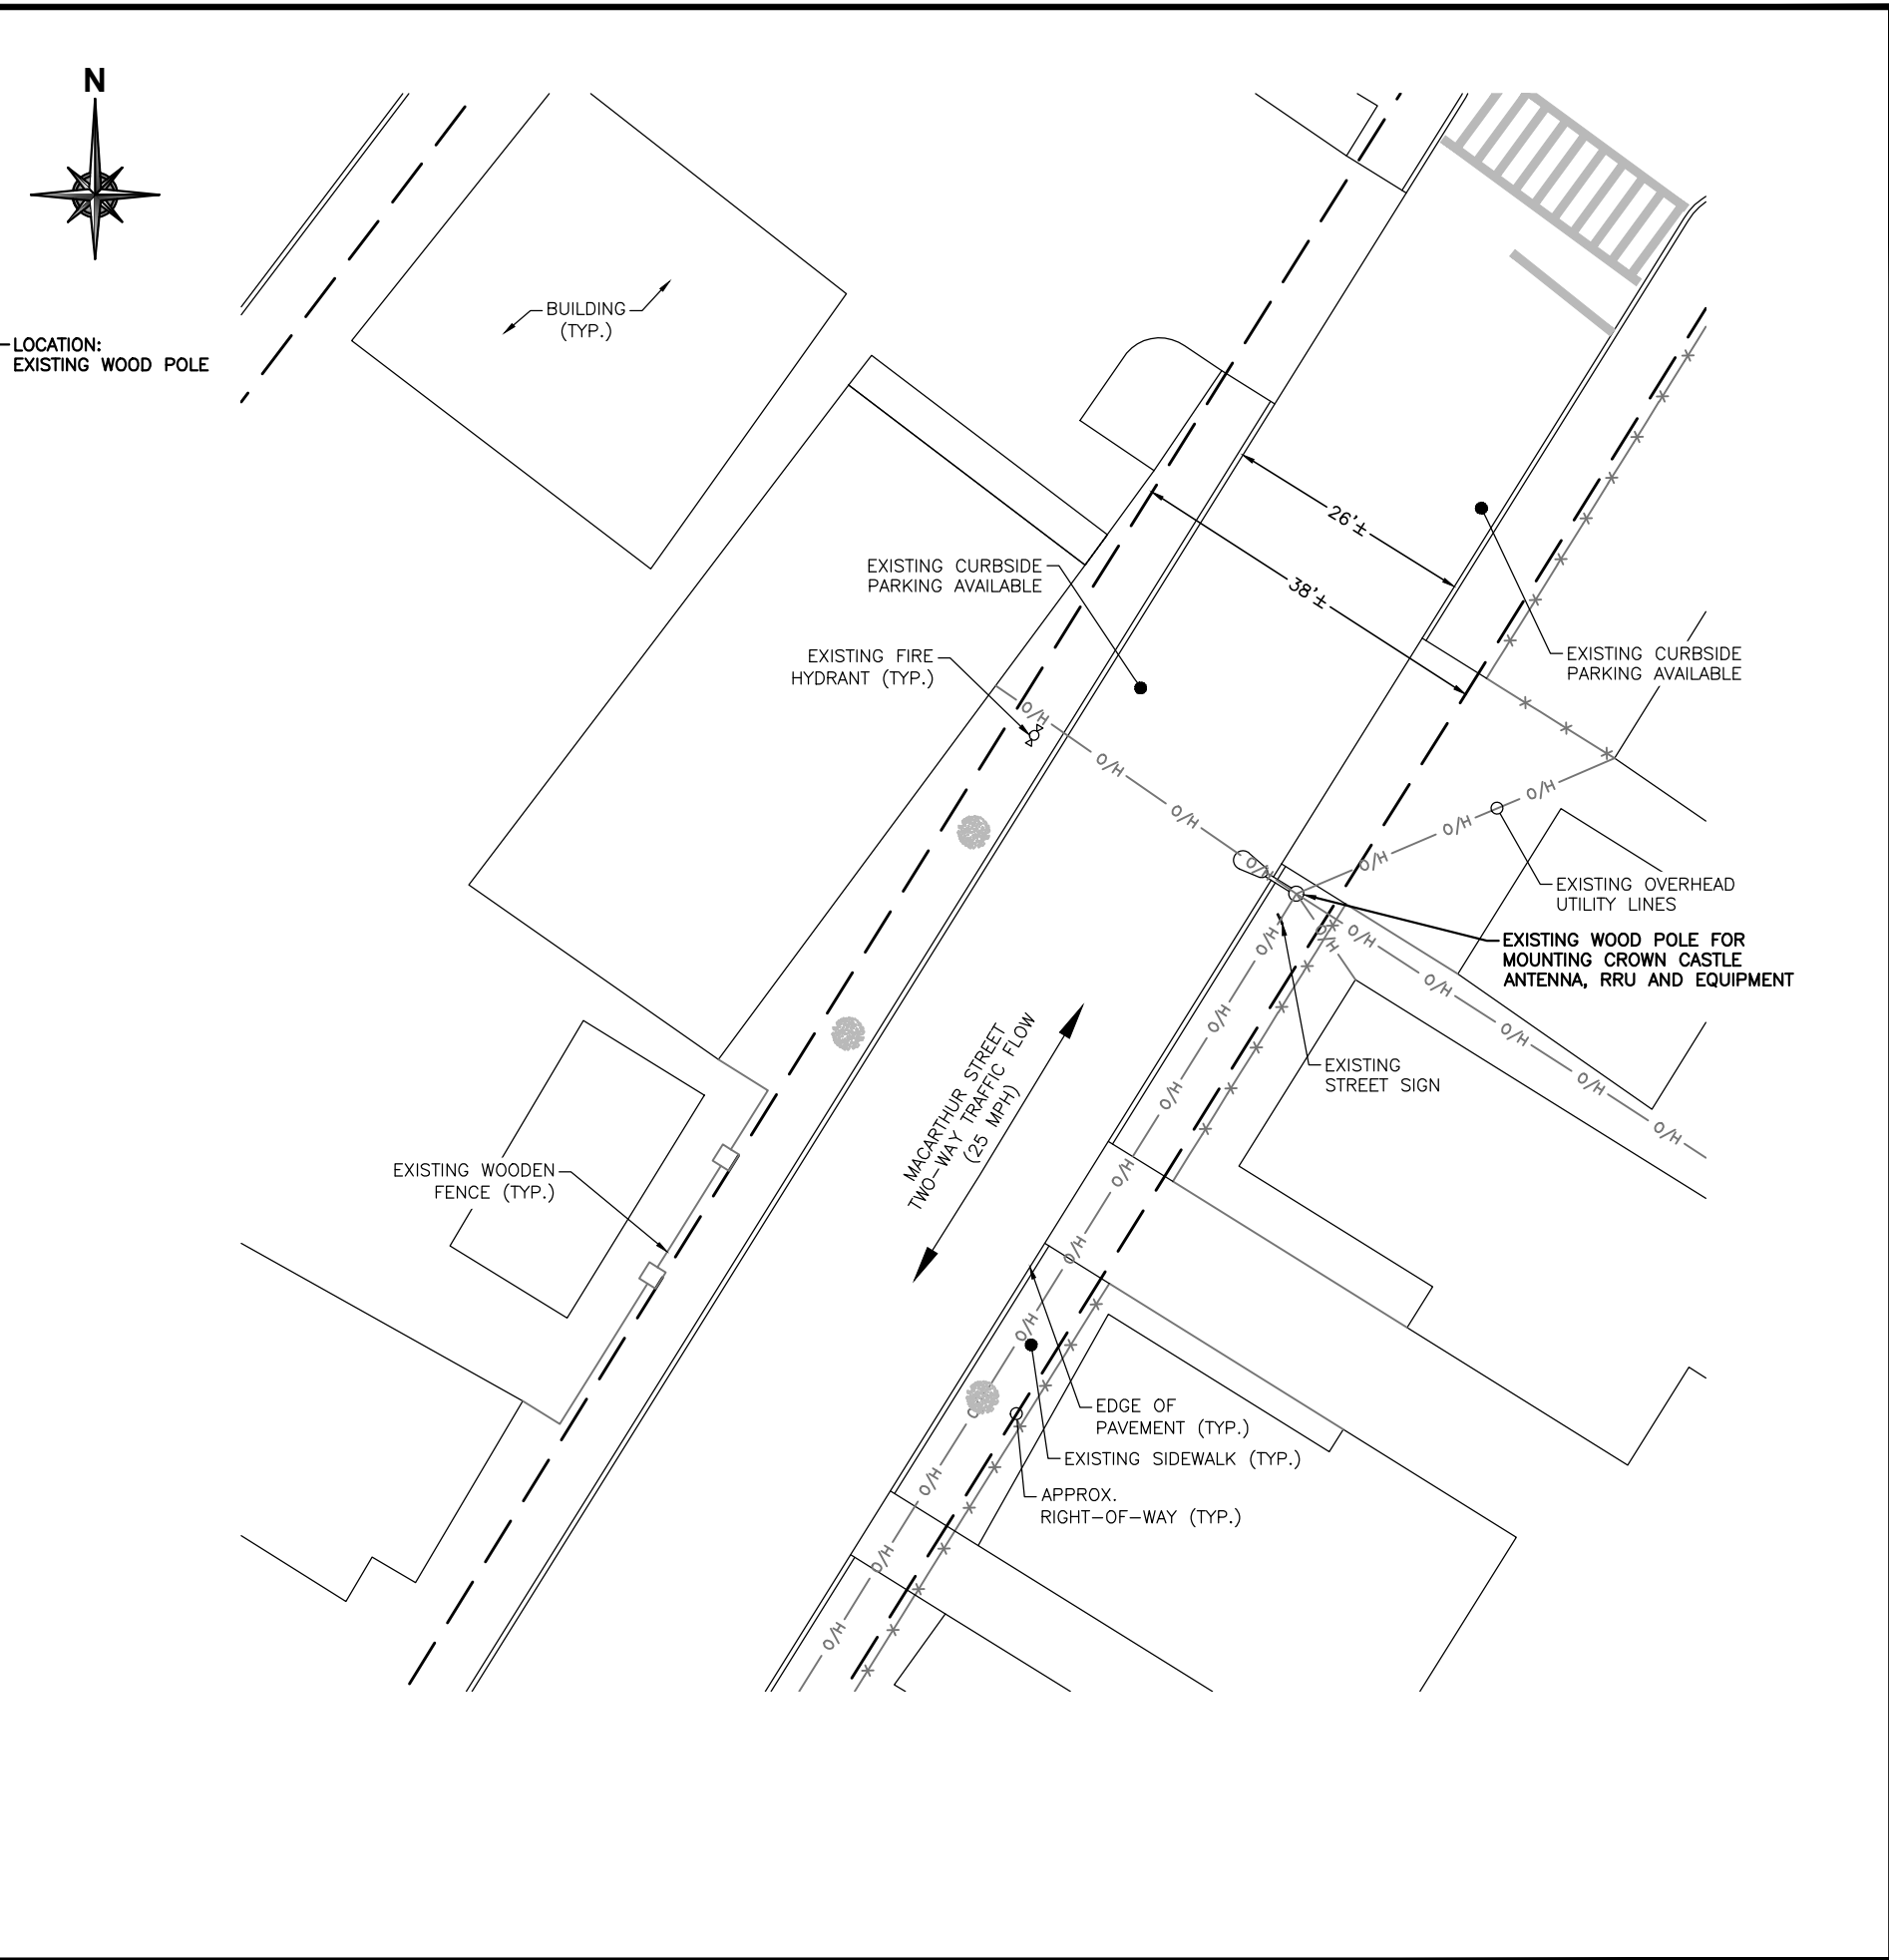 N
LOCATION:
EXISTING WOOD POLE
BUILDING
(TYP.)
26'±
38'±
EXISTING CURBSIDE
PARKING AVAILABLE
EXISTING FIRE
HYDRANT (TYP.)
EXISTING CURBSIDE
PARKING AVAILABLE
O/H
O/H
O/H
O/H
O/H
O/H
O/H
EXISTING OVERHEAD
UTILITY LINES
EXISTING WOOD POLE FOR
MOUNTING CROWN CASTLE
ANTENNA, RRU AND EQUIPMENT
O/H
O/H
O/H
O/H
O/H
O/H
O/H
O/H
O/H
O/H
O/H
O/H
EXISTING
STREET SIGN
MACARTHUR STREET
TWO-WAY TRAFFIC FLOW
(25 MPH)
EXISTING WOODEN
FENCE (TYP.)
EDGE OF
PAVEMENT (TYP.)
EXISTING SIDEWALK (TYP.)
APPROX.
RIGHT-OF-WAY (TYP.)
O/H
O/H
O/H